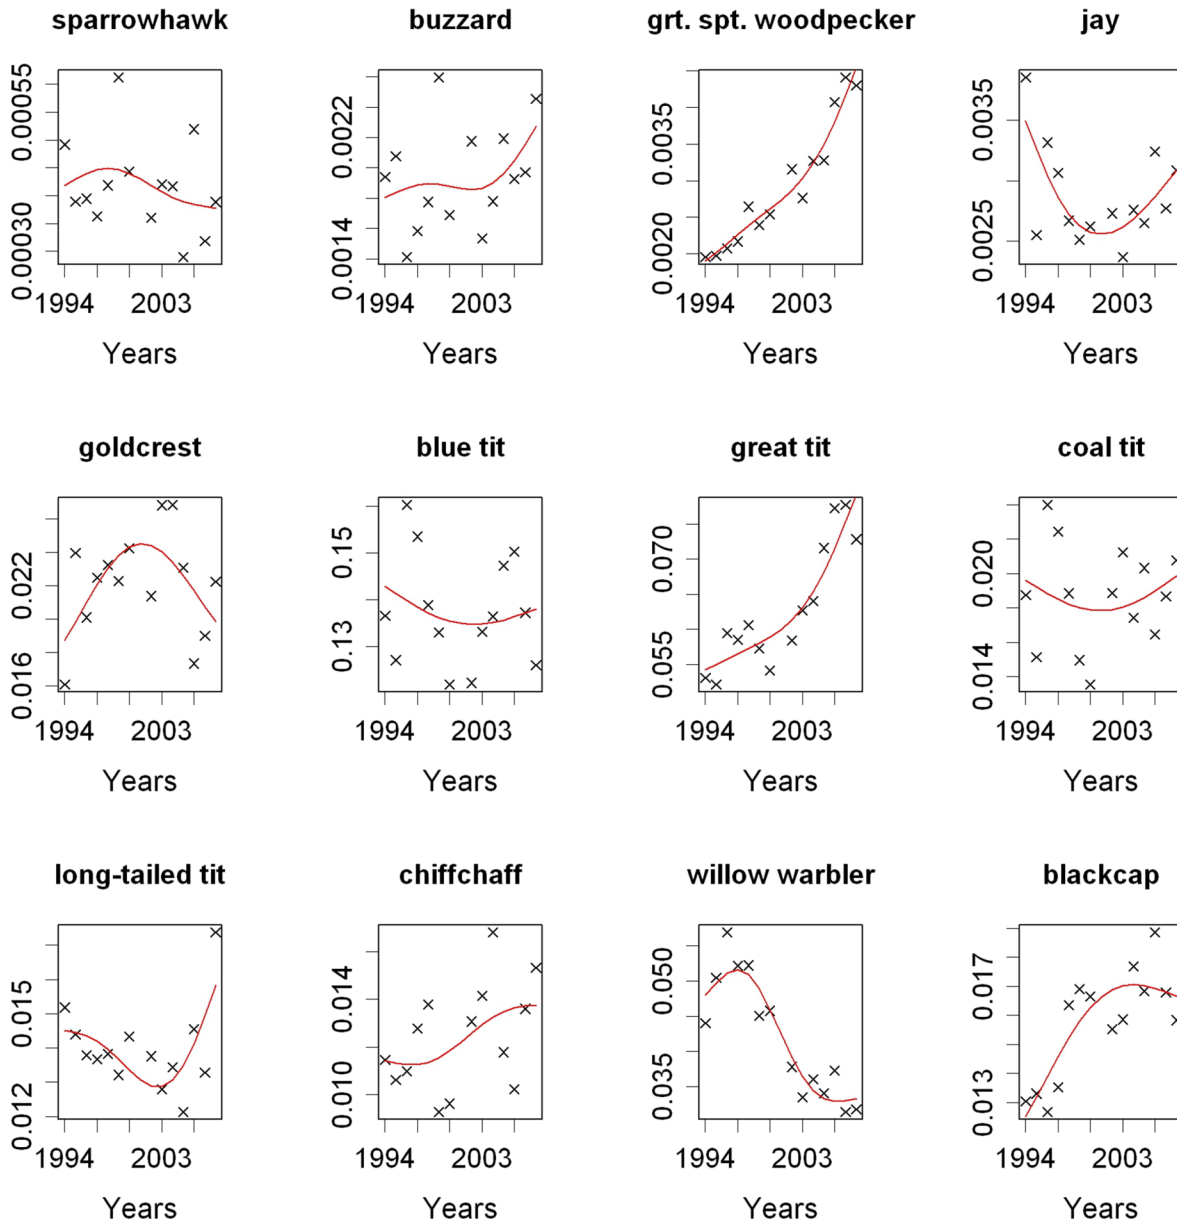 sparrowhawk
0.00030 0.00055
1994 2003
Years
buzzard
0.0014 0.0022
1994 2003
Years
grt. spt. woodpecker
0.0020 0.0035 0.0035
1994 2003
Years
jay
0.0025 0.0035
1994 2003
Years
goldcrest
0.016 0.022
1994 2003
Years
blue tit
0.13 0.15
1994 2003
Years
great tit
0.055 0.070
1994 2003
Years
coal tit
0.014 0.020
1994 2003
Years
long-tailed tit
0.012 0.015
1994 2003
Years
chiffchaff
0.010 0.014
1994 2003
Years
willow warbler
0.035 0.050
1994 2003
Years
blackcap
0.013 0.017
1994 2003
Years